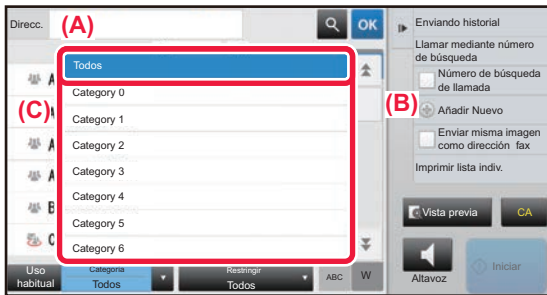 Direcc.
(A)
OK
Enviando historial
Llamar mediante número
de búsqueda
Número de búsqueda
de llamada
(B)
Añadir Nuevo
Enviar misma imagen
como dirección fax
Imprimir lista indiv.
Vista previa
CA
Altavoz
Iniciar
Todos
Category 0
(C)
Category 1
Category 2
Category 3
Category 4
Category 5
Category 6
A
A
A
B
C
Uso
habitual
Categoría
Todos
Restringir
Todos
ABC
W